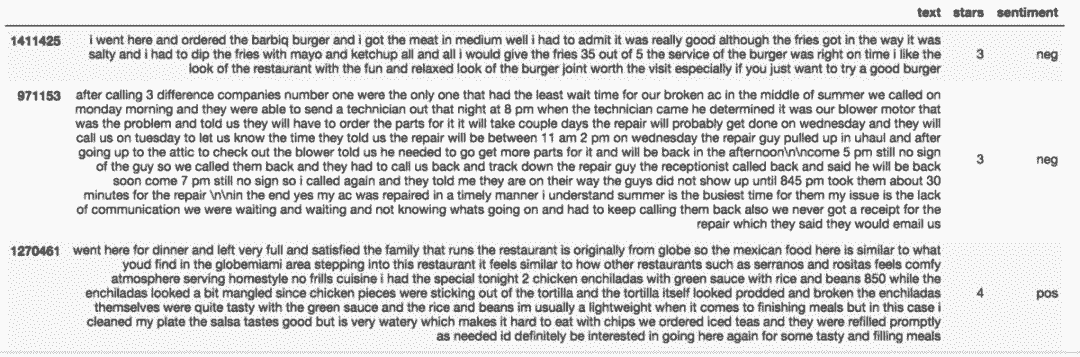 text stars sentiment
1411425 i went here and ordered the barbiq burger and i got the meat in medium well i had to admit it was really good although the fries got in the way it was 3 neg
salty and i had to dip the fries with mayo and ketchup all and all i would give the fries 35 out of 5 the service of the burger was right on time i like the
look of the restaurant with the fun and relaxed look of the burger joint worth the visit especially if you just want to try a good burger
971153 after calling 3 difference companies number one were the only one that had the least wait time for our broken ac in the middle of summer we called on 3 neg
monday morning and they were able to send a technician out that night at 8 pm when the technician came he determined it was our blower motor that
was the problem and told us they will have to order the parts for it it will take couple days the repair will probably get done on wednesday and they will
call us on tuesday to let us know the time they told us the repair will be between 11 am 2 pm on wednesday the repair guy pulled up in uhaul and after
going up to the attic to check out the blower told us he needed to go get more parts for it and will be back in the afternoon\n\ncome 5 pm still no sign
of the guy so we called them back and they had to call us back and track down the repair guy the receptionist called back and said he will be back
soon come 7 pm still no sign so i called again and they told me they are on their way the guys did not show up until 845 pm took them about 30
minutes for the repair \n\nin the end yes my ac was repaired in a timely manner i understand summer is the busiest time for them my issue is the lack
of communication we were waiting and waiting and not knowing whats going on and had to keep calling them back also we never got a receipt for the
repair which they said they would email us
1270461 went here for dinner and left very full and satisfied the family that runs the restaurant is originally from globe so the mexican food here is similar to what 4 pos
youd find in the globemiami area stepping into this restaurant it feels similar to how other restaurants such as serranos and rositas feels comfy
atmosphere serving homestyle no frills cuisine i had the special tonight 2 chicken enchiladas with green sauce with rice and beans 850 while the
enchiladas looked a bit mangled since chicken pieces were sticking out of the tortilla and the tortilla itself looked prodded and broken the enchiladas
themselves were quite tasty with the green sauce and the rice and beans im usually a lightweight when it comes to finishing meals but in this case i
cleaned my plate the salsa tastes good but is very watery which makes it hard to eat with chips we ordered iced teas and they were refilled promptly
as needed id definitely be interested in going here again for some tasty and filling meals